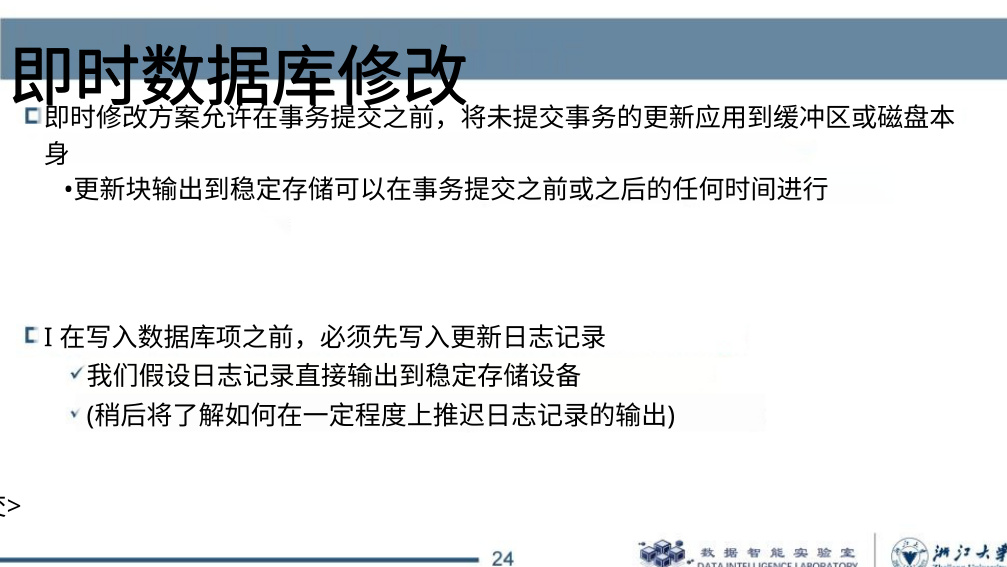 即时数据库修改
即时修改方案允许在事务提交之前，将未提交事务的更新应用到缓冲区或磁盘本
身
•更新块输出到稳定存储可以在事务提交之前或之后的任何时间进行
I 在写入数据库项之前，必须先写入更新日志记录
我们假设日志记录直接输出到稳定存储设备
(稍后将了解如何在一定程度上推迟日志记录的输出)
>
24
数据智能实验室
DATA INTELLIGENCE LABORATORY
浙江大学